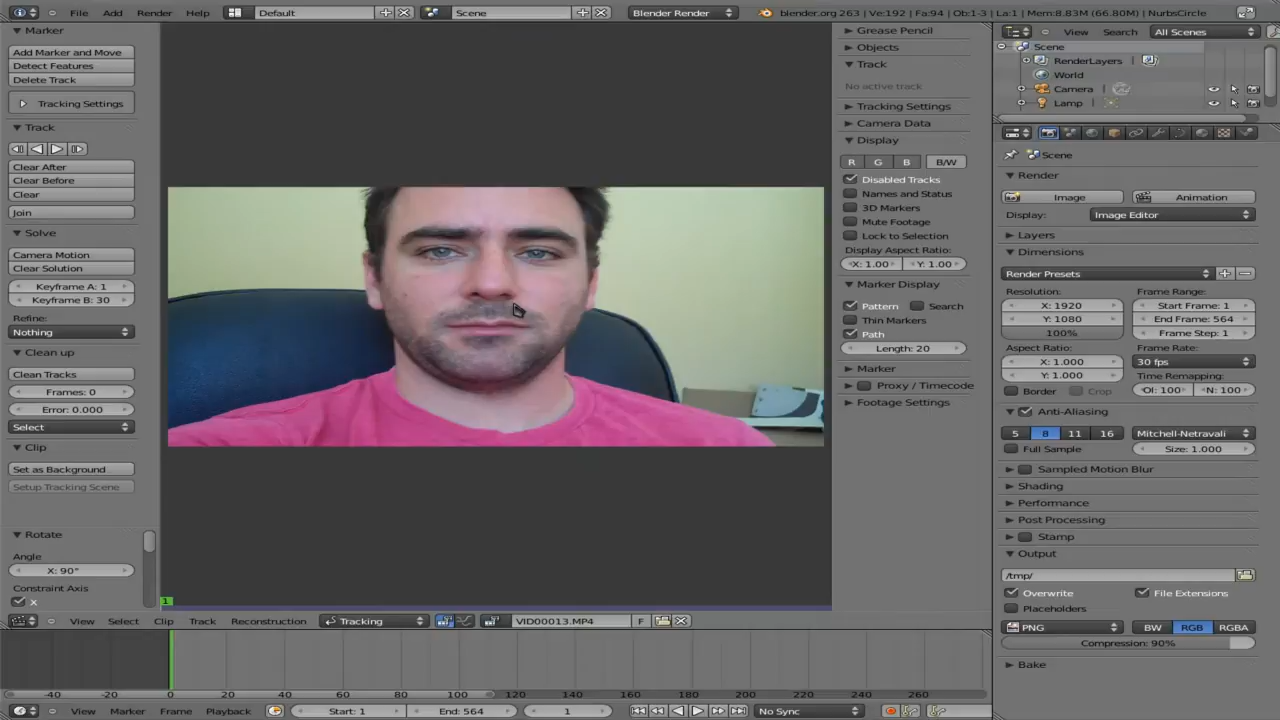 File Add Render Help Default Scene Blender Render blender.org 263 | Ve:192 | Fa:94 | Ob:1-3 | La:1 | Mem:8.83M (66.80M) | NurbsCircle
Marker
Add Marker and Move
Detect Features
Delete Track
Tracking Settings
Track
Clear After
Clear Before
Clear
Join
Solve
Camera Motion
Clear Solution
Keyframe A: 1
Keyframe B: 30
Refine:
Nothing
Clean up
Clean Tracks
Frames: 0
Error: 0.000
Select
Clip
Set as Background
Setup Tracking Scene
Rotate
Angle
X: 90°
Constraint Axis
X
1
View Select Clip Track Reconstruction Tracking VID00013.MP4 F
Grease Pencil
Objects
Track
No active track
Tracking Settings
Camera Data
Display
R G B B/W
Disabled Tracks
Names and Status
3D Markers
Mute Footage
Lock to Selection
Display Aspect Ratio:
X: 1.00 Y: 1.00
Marker Display
Pattern Search
Thin Markers
Path
Length: 20
Marker
Proxy / Timecode
Footage Settings
View Search All Scenes
Scene
RenderLayers
World
Camera
Lamp
Scene
Render
Image Animation
Display: Image Editor
Layers
Dimensions
Render Presets
Resolution: Frame Range:
X: 1920 Start Frame: 1
Y: 1080 End Frame: 564
100% Frame Step: 1
Aspect Ratio: Frame Rate:
X: 1.000 30 fps
Y: 1.000 Time Remapping:
Border Crop OI: 100 N: 100
Anti-Aliasing
5 8 11 16 Mitchell-Netravali
Full Sample Size: 1.000
Sampled Motion Blur
Shading
Performance
Post Processing
Stamp
Output
/tmp/
Overwrite File Extensions
Placeholders
PNG BW RGB RGBA
Compression: 90%
Bake
-40 -20 0 20 40 60 80 100 120 140 160 180 200 220 240 260
View Marker Frame Playback Start: 1 End: 564 1 No Sync